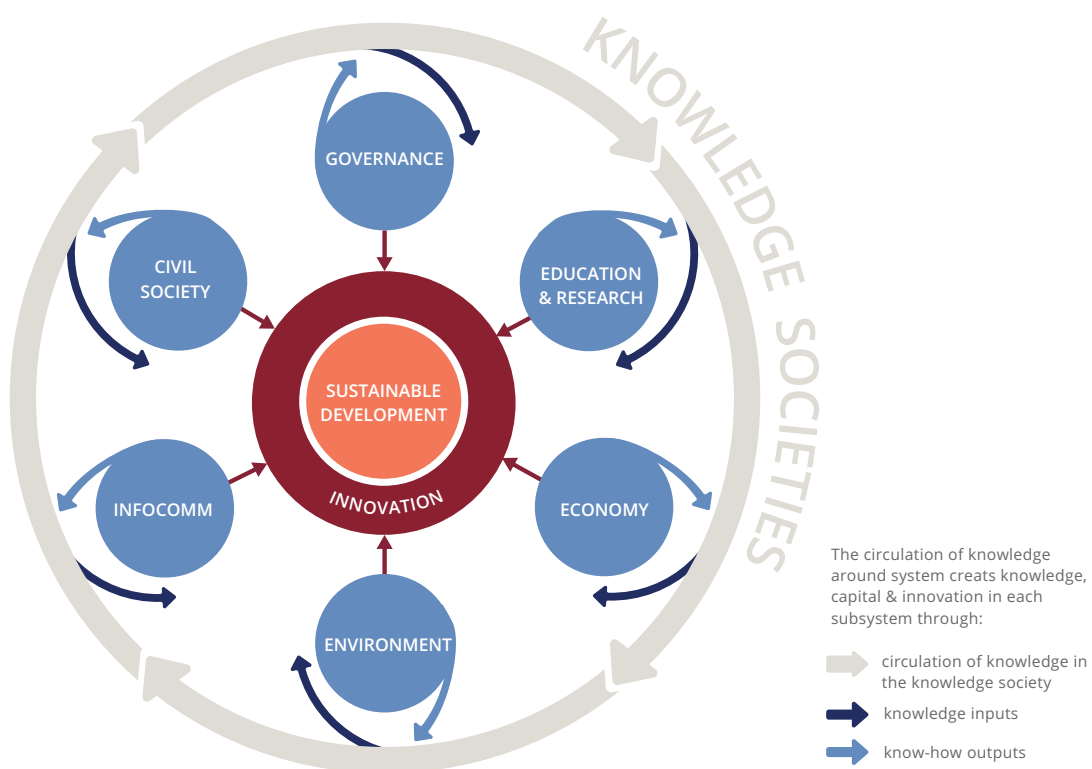 KNOWLEDGE SOCIETIES
GOVERNANCE
CIVIL
SOCIETY
EDUCATION
& RESEARCH
SUSTAINABLE
DEVELOPMENT
INNOVATION
INFOCOMM
ECONOMY
ENVIRONMENT
The circulation of knowledge
around system creats knowledge,
capital & innovation in each
subsystem through:
circulation of knowledge in
the knowledge society
knowledge inputs
know-how outputs